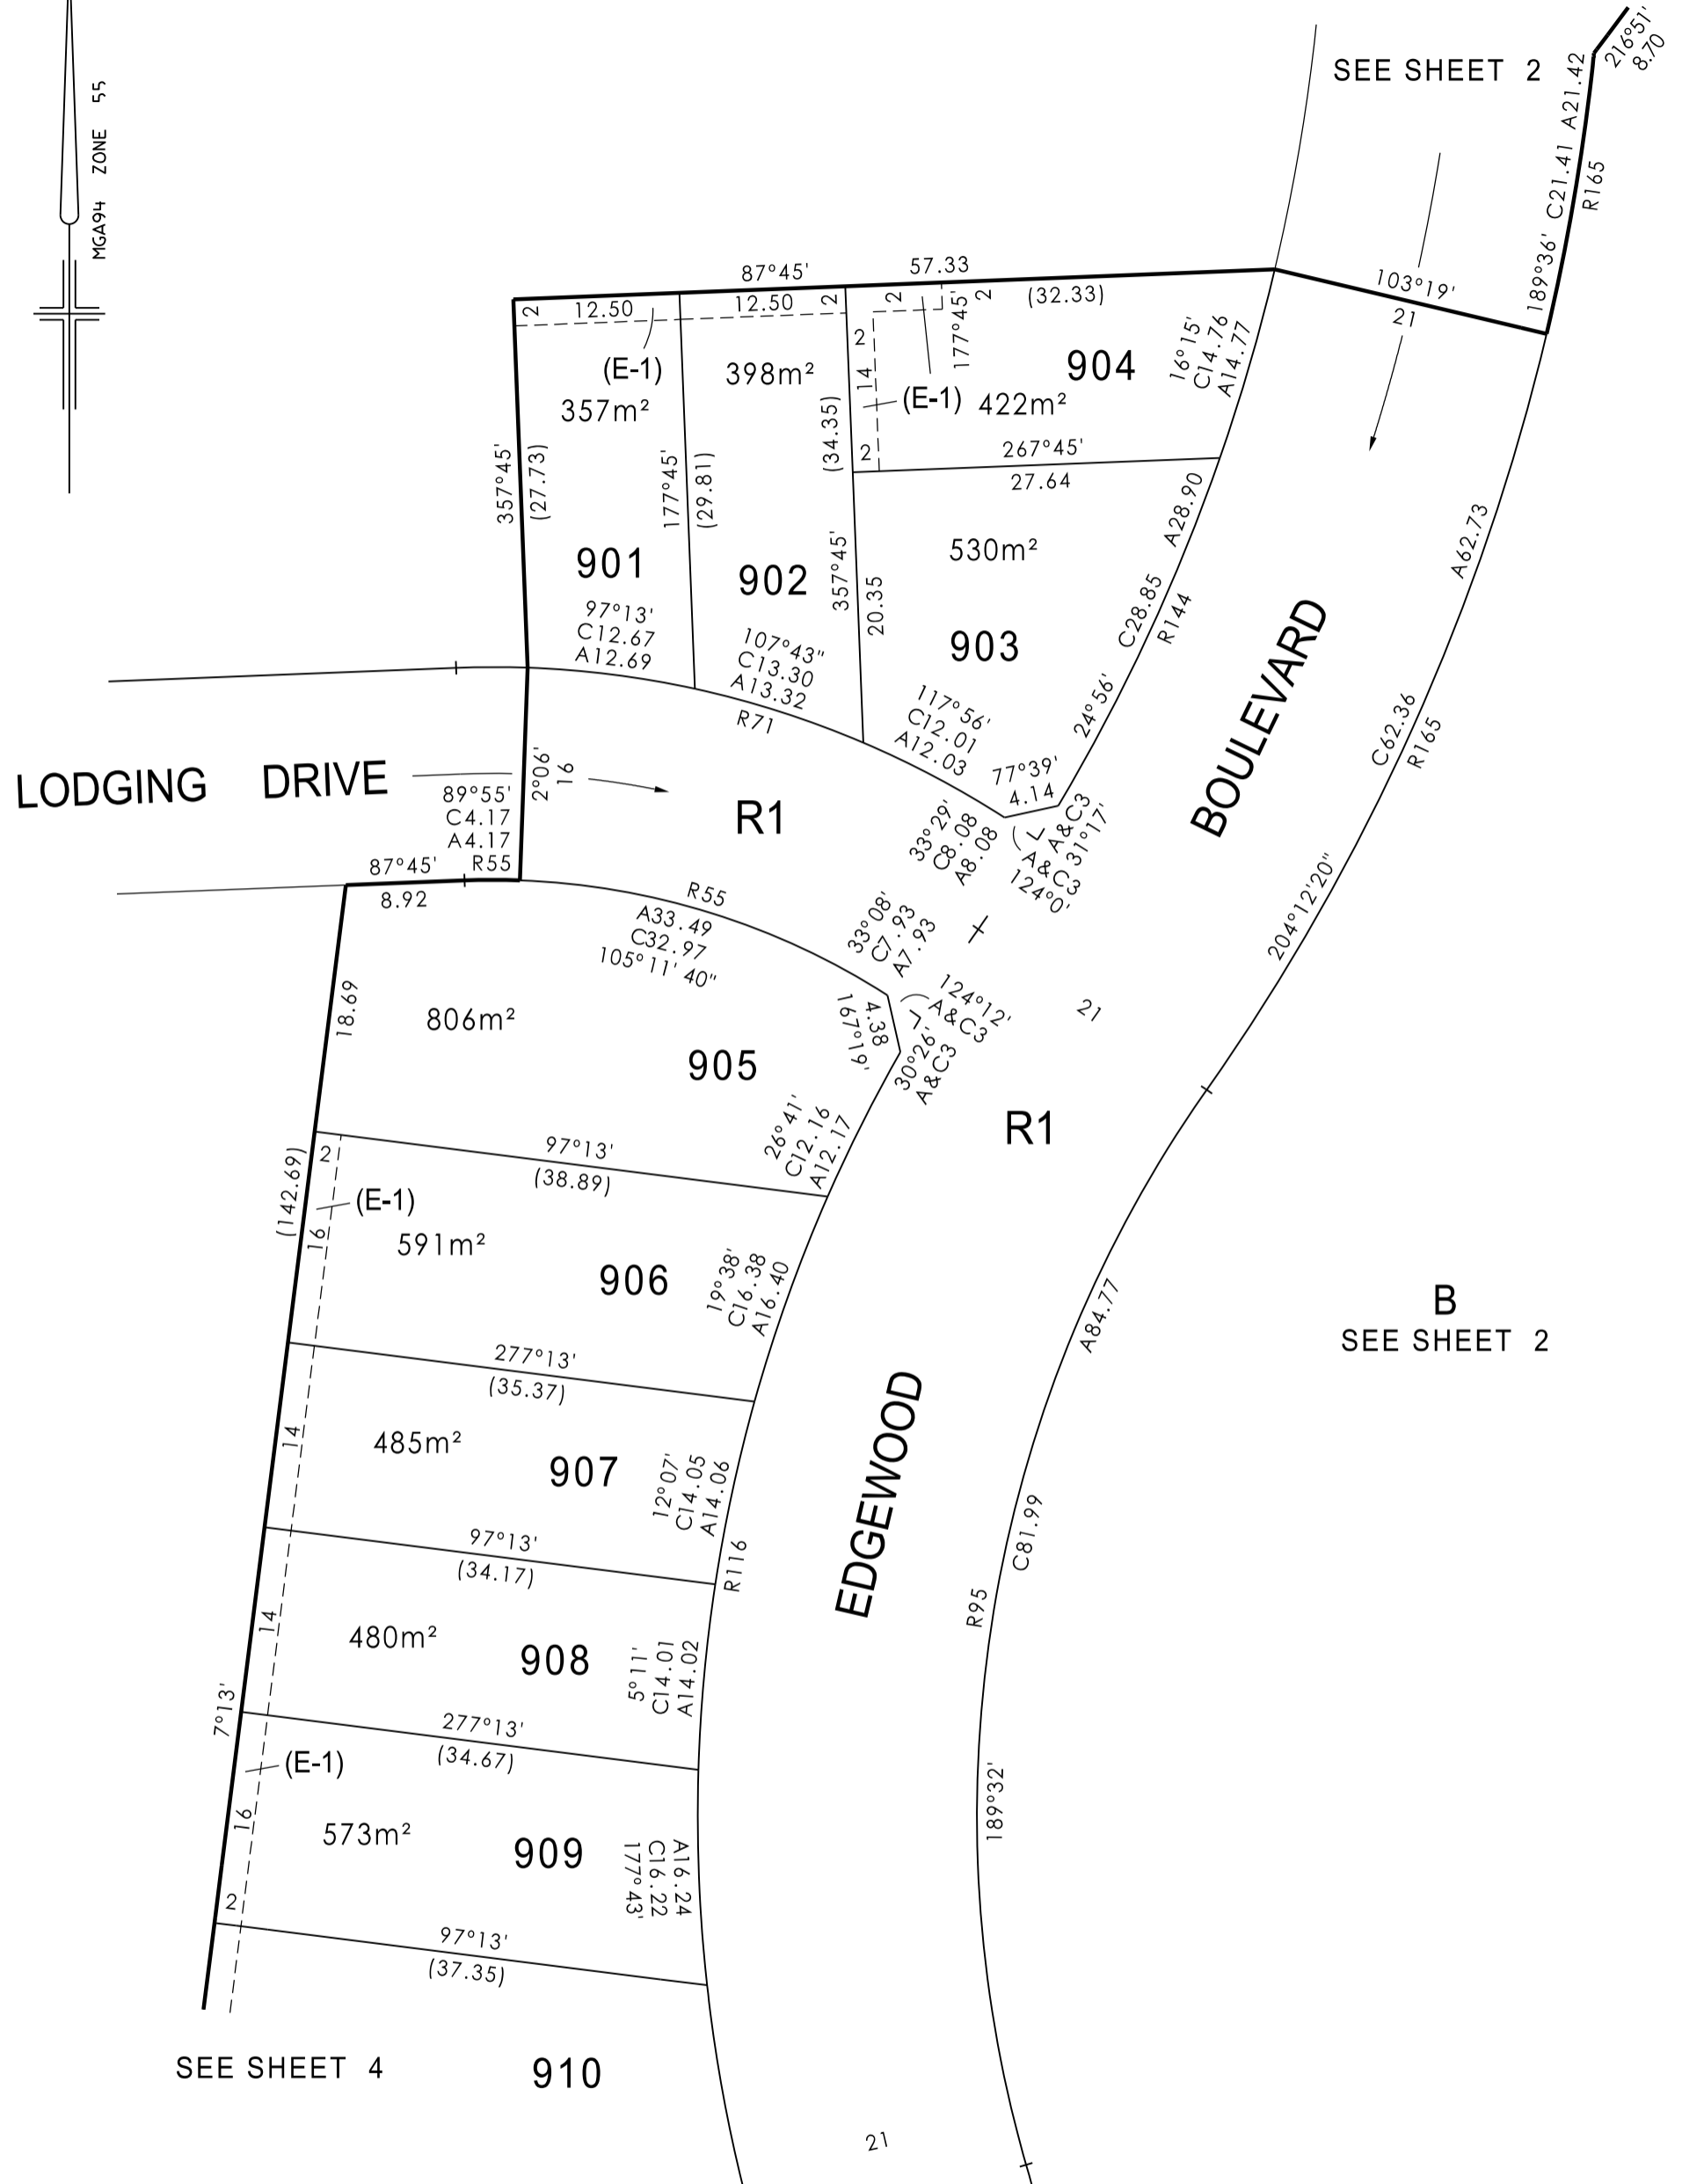 MGA94 ZONE 55
SEE SHEET 2
216°51'
8.70
189°36' C21.41 A21.42
R165
87°45'
57.33
103°19'
21
2
12.50
12.50
2
2
2
(32.33)
177°45'
(E-1)
357m²
398m²
2
14
(E-1)
422m²
904
16°15'
C14.76
A14.77
2
267°45'
27.64
357°45'
(27.73)
177°45'
(29.81)
(34.35)
357°45'
20.35
901
902
530m²
903
97°13'
C12.67
A12.69
107°43"
C13.30
A13.32
R71
117°56'
C12.01
A12.03
A28.90
C28.85
R144
24°56'
77°39'
4.14
A62.73
C62.36
R165
204°12'20"
BOULEVARD
LODGING DRIVE
2°06'
16
89°55'
C4.17
A4.17
R55
87°45'
8.92
R1
33°29'
C8.08
A8.08
A&C3
31°17'
A&C3
124°0'
R55
A33.49
C32.97
105°11'40"
33°08'
C7.93
A7.93
124°12'
A&C3
30°26'
A&C3
21
4.38
167°19'
18.69
806m²
905
26°41'
C12.16
A12.17
R1
97°13'
(38.89)
2
(142.69)
(E-1)
16
591m²
906
19°38'
C16.38
A16.40
277°13'
(35.37)
14
485m²
907
12°07'
C14.05
A14.06
97°13'
(34.17)
R116
14
480m²
908
5°11'
C14.01
A14.02
7°13'
277°13'
(34.67)
(E-1)
16
573m²
909
A16.24
C16.22
177°43'
2
97°13'
(37.35)
EDGEWOOD
A84.77
C81.99
R95
189°32'
B
SEE SHEET 2
SEE SHEET 4
910
21